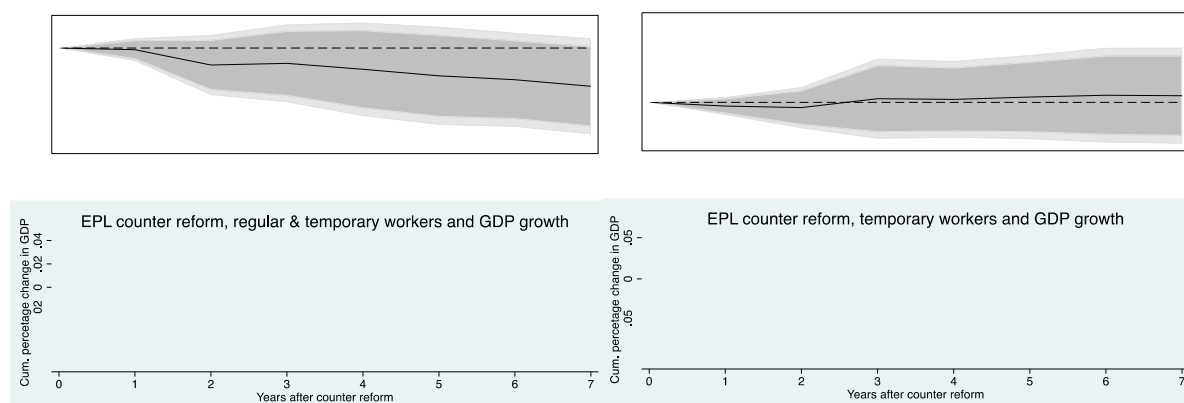 EPL counter reform, regular & temporary workers and GDP growth
Cum. percetage change in GDP
.04
.02
0
02
0 1 2 3 4 5 6 7
Years after counter reform
EPL counter reform, temporary workers and GDP growth
Cum. percetage change in GDP
.05
0
.05
0 1 2 3 4 5 6 7
Years after counter reform